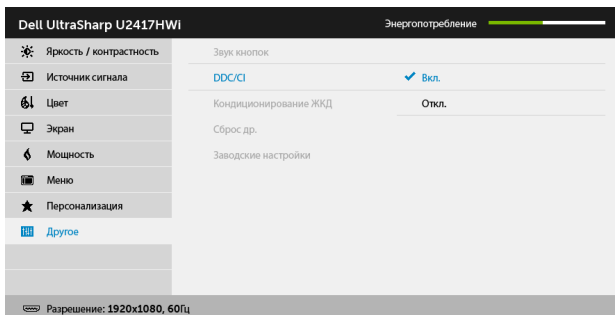 Dell UltraSharp U2417HWi
Энергопотребление
Яркость / контрастность
Звук кнопок
Источник сигнала
DDC/CI
Вкл.
Цвет
Кондиционирование ЖКД
Откл.
Экран
Сброс др.
Мощность
Заводские настройки
Меню
Персонализация
Другое
Разрешение: 1920x1080, 60Гц